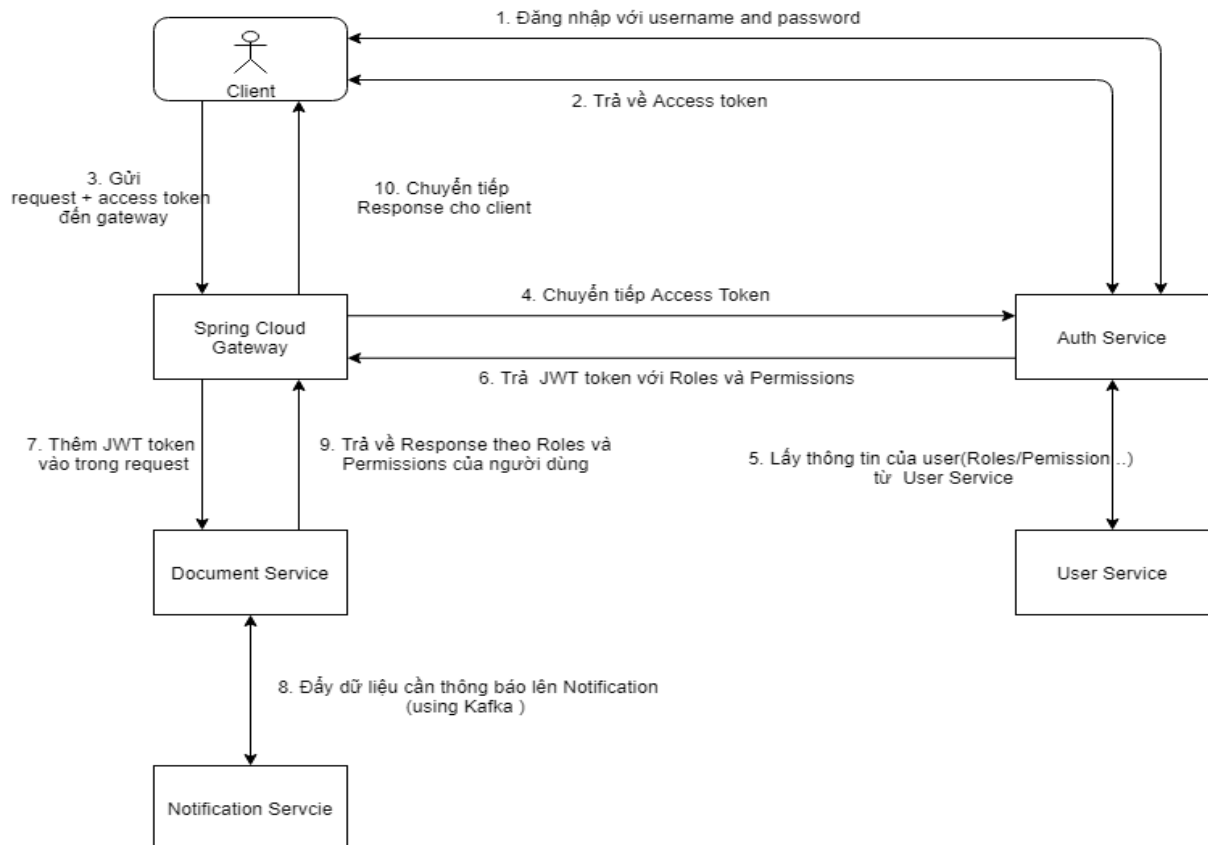 1. Đăng nhập với username and password
Client
2. Trả về Access token
3. Gửi
request + access token
đến gateway
10. Chuyển tiếp
Response cho client
4. Chuyển tiếp Access Token
Spring Cloud
Gateway
Auth Service
6. Trả JWT token với Roles và Permissions
7. Thêm JWT token
vào trong request
9. Trả về Response theo Roles và
Permissions của người dùng
5. Lấy thông tin của user(Roles/Pemission...)
từ User Service
Document Service
User Service
8. Đẩy dữ liệu cần thông báo lên Notification
(using Kafka )
Notification Servcie